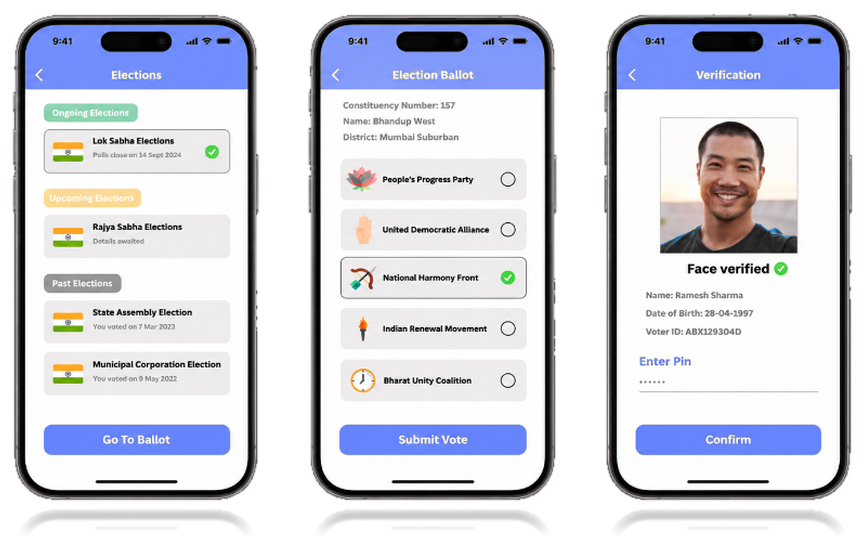 9:41
Elections
Ongoing Elections
Lok Sabha Elections
Polls close on 14 Sept 2024
Upcoming Elections
Rajya Sabha Elections
Details awaited
Past Elections
State Assembly Election
You voted on 7 Mar 2023
Municipal Corporation Election
You voted on 9 May 2022
Go To Ballot
9:41
Election Ballot
Constituency Number: 157
Name: Bhandup West
District: Mumbai Suburban
People's Progress Party
United Democratic Alliance
National Harmony Front
Indian Renewal Movement
Bharat Unity Coalition
Submit Vote
9:41
Verification
Face verified
Name: Ramesh Sharma
Date of Birth: 28-04-1997
Voter ID: ABX129304D
Enter Pin
••••••
Confirm